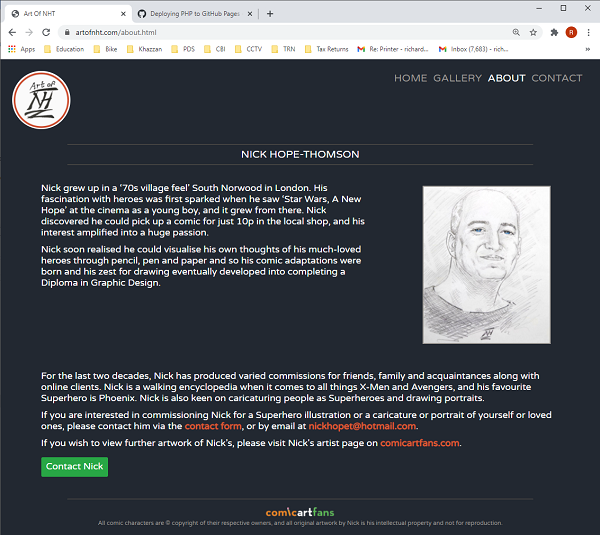 Art Of NHT
Deploying PHP to GitHub Pages
artofnht.com/about.html
R
Apps Education Bike Khazzan POS CBI CCTV TRN Tax Returns Re: Printer - richard... Inbox (7,683) - rich...
Art of
NH
HOME GALLERY ABOUT CONTACT
NICK HOPE-THOMSON
Nick grew up in a ‘70s village feel’ South Norwood in London. His
fascination with heroes was first sparked when he saw ‘Star Wars, A New
Hope’ at the cinema as a young boy, and it grew from there. Nick
discovered he could pick up a comic for just 10p in the local shop, and his
interest amplified into a huge passion.
Nick soon realised he could visualise his own thoughts of his much-loved
heroes through pencil, pen and paper and so his comic adaptations were
born and his zest for drawing eventually developed into completing a
Diploma in Graphic Design.
For the last two decades, Nick has produced varied commissions for friends, family and acquaintances along with
online clients. Nick is a walking encyclopedia when it comes to all things X-Men and Avengers, and his favourite
Superhero is Phoenix. Nick is also keen on caricaturing people as Superheroes and drawing portraits.
If you are interested in commissioning Nick for a Superhero illustration or a caricature or portrait of yourself or loved
ones, please contact him via the contact form, or by email at nickhopet@hotmail.com.
If you wish to view further artwork of Nick's, please visit Nick's artist page on comicartfans.com.
Contact Nick
com\cartfans
All comic characters are © copyright of their respective owners, and all original artwork by Nick is his intellectual property and not for reproduction.